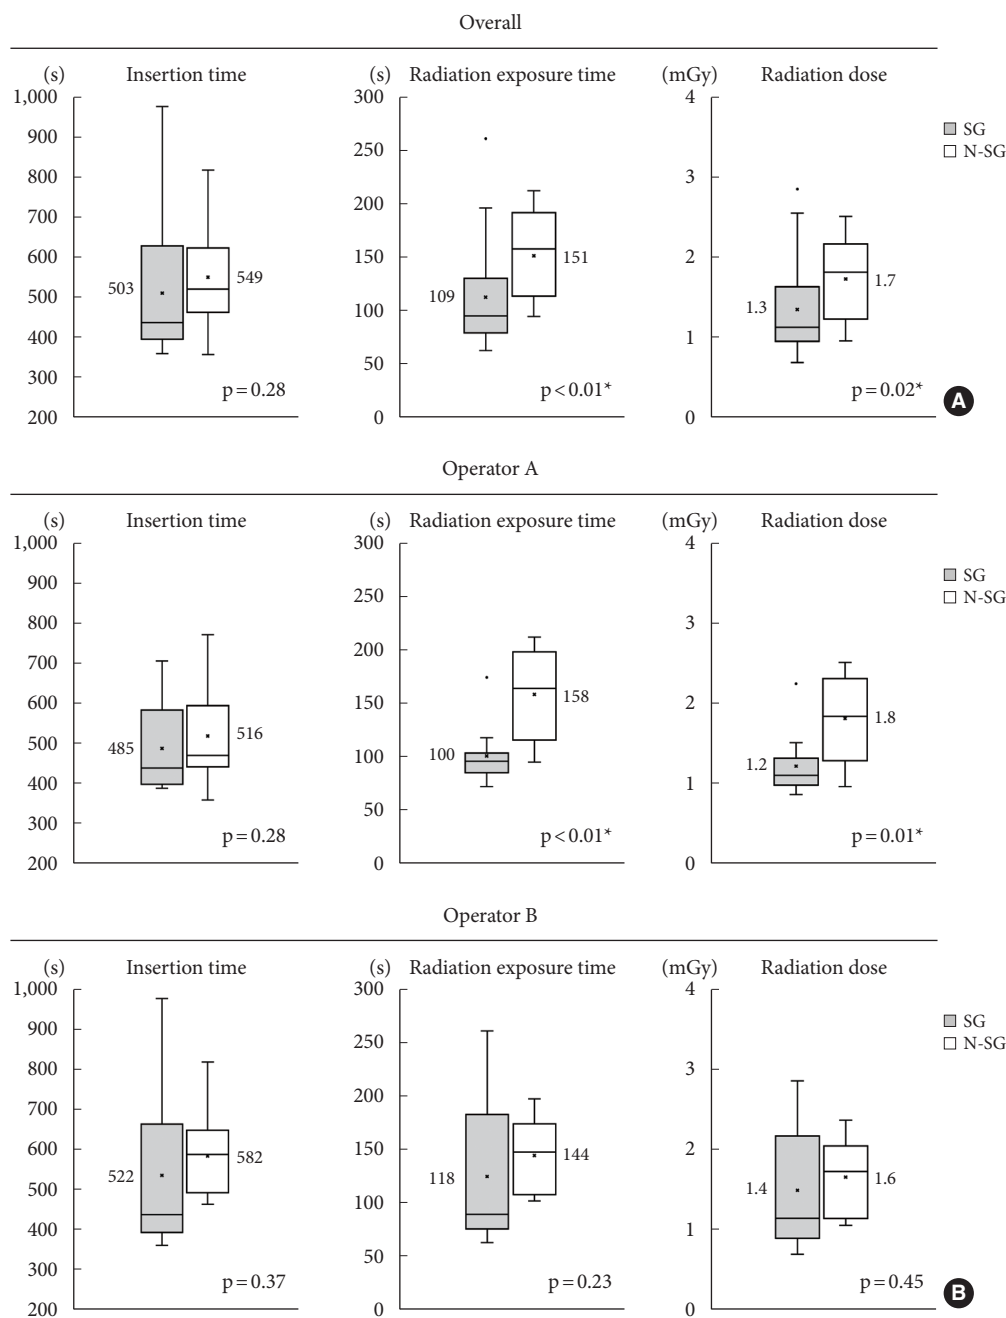 Overall
(s) Insertion time
1,000
900
800
700
600
500
400
300
200
503
549
p=0.28
(s) Radiation exposure time
300
250
200
150
100
50
0
109
151
p<0.01*
(mGy) Radiation dose
4
3
2
1
0
1.3
1.7
p=0.02*
SG
N-SG
A
Operator A
(s) Insertion time
1,000
900
800
700
600
500
400
300
200
485
516
p=0.28
(s) Radiation exposure time
300
250
200
150
100
50
0
100
158
p<0.01*
(mGy) Radiation dose
4
3
2
1
0
1.2
1.8
p=0.01*
SG
N-SG
Operator B
(s) Insertion time
1,000
900
800
700
600
500
400
300
200
522
582
p=0.37
(s) Radiation exposure time
300
250
200
150
100
50
0
118
144
p=0.23
(mGy) Radiation dose
4
3
2
1
0
1.4
1.6
p=0.45
SG
N-SG
B